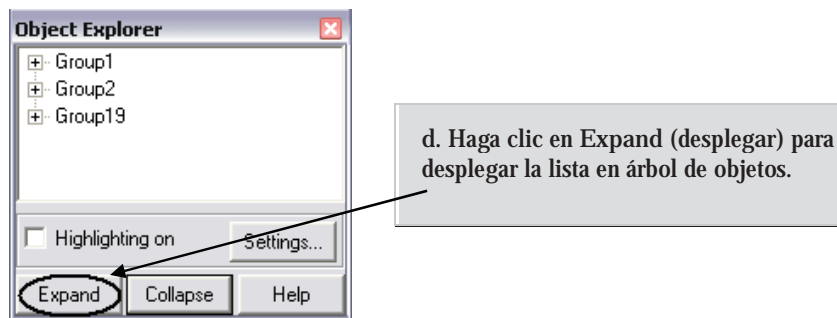 Object Explorer
Group1
Group2
Group19
d. Haga clic en Expand (desplegar) para
desplegar la lista en árbol de objetos.
Highlighting on
Settings...
Expand
Collapse
Help